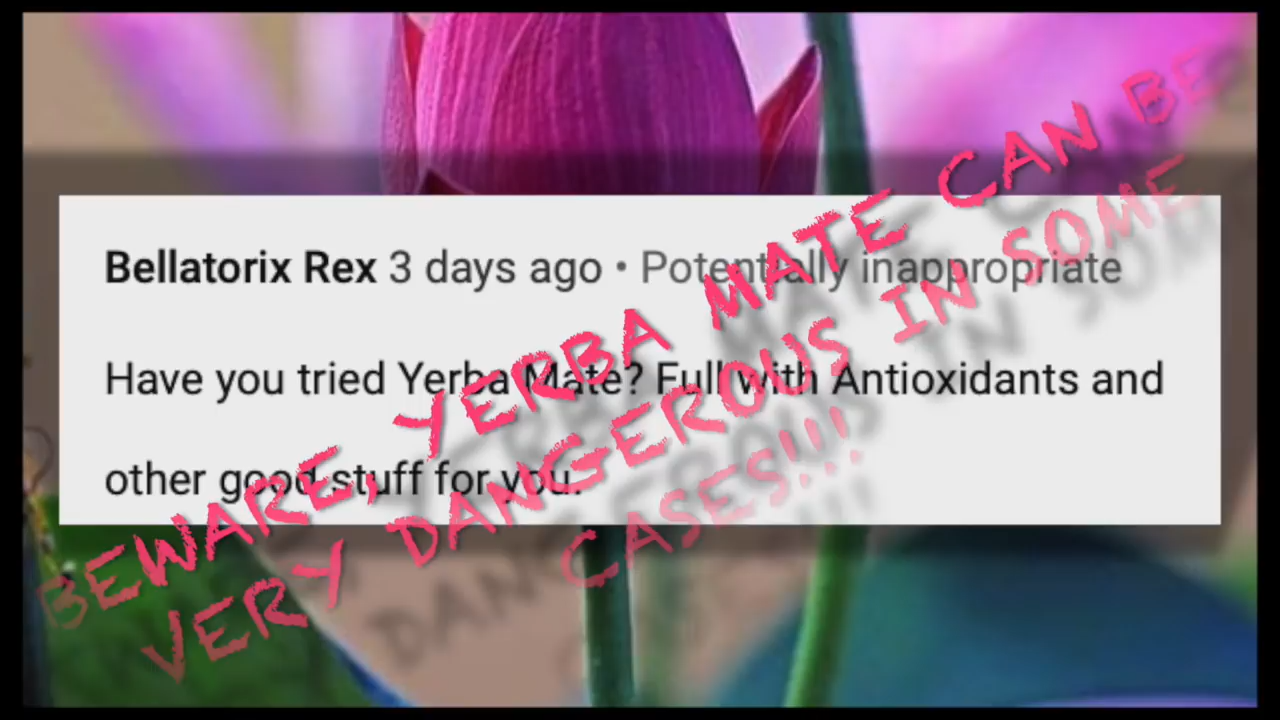 Bellatorix Rex 3 days ago • Potentially inappropriate
Have you tried Yerba Mate? Full with Antioxidants and
other good stuff for you.
BEWARE, YERBA MATE CAN BE
VERY DANGEROUS IN SOME
CASES!!!